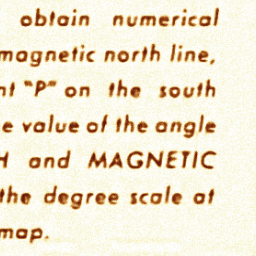 obtain numerical
magnetic north line,
nt "P" on the south
e value of the angle
H and MAGNETIC
the degree scale at
map.